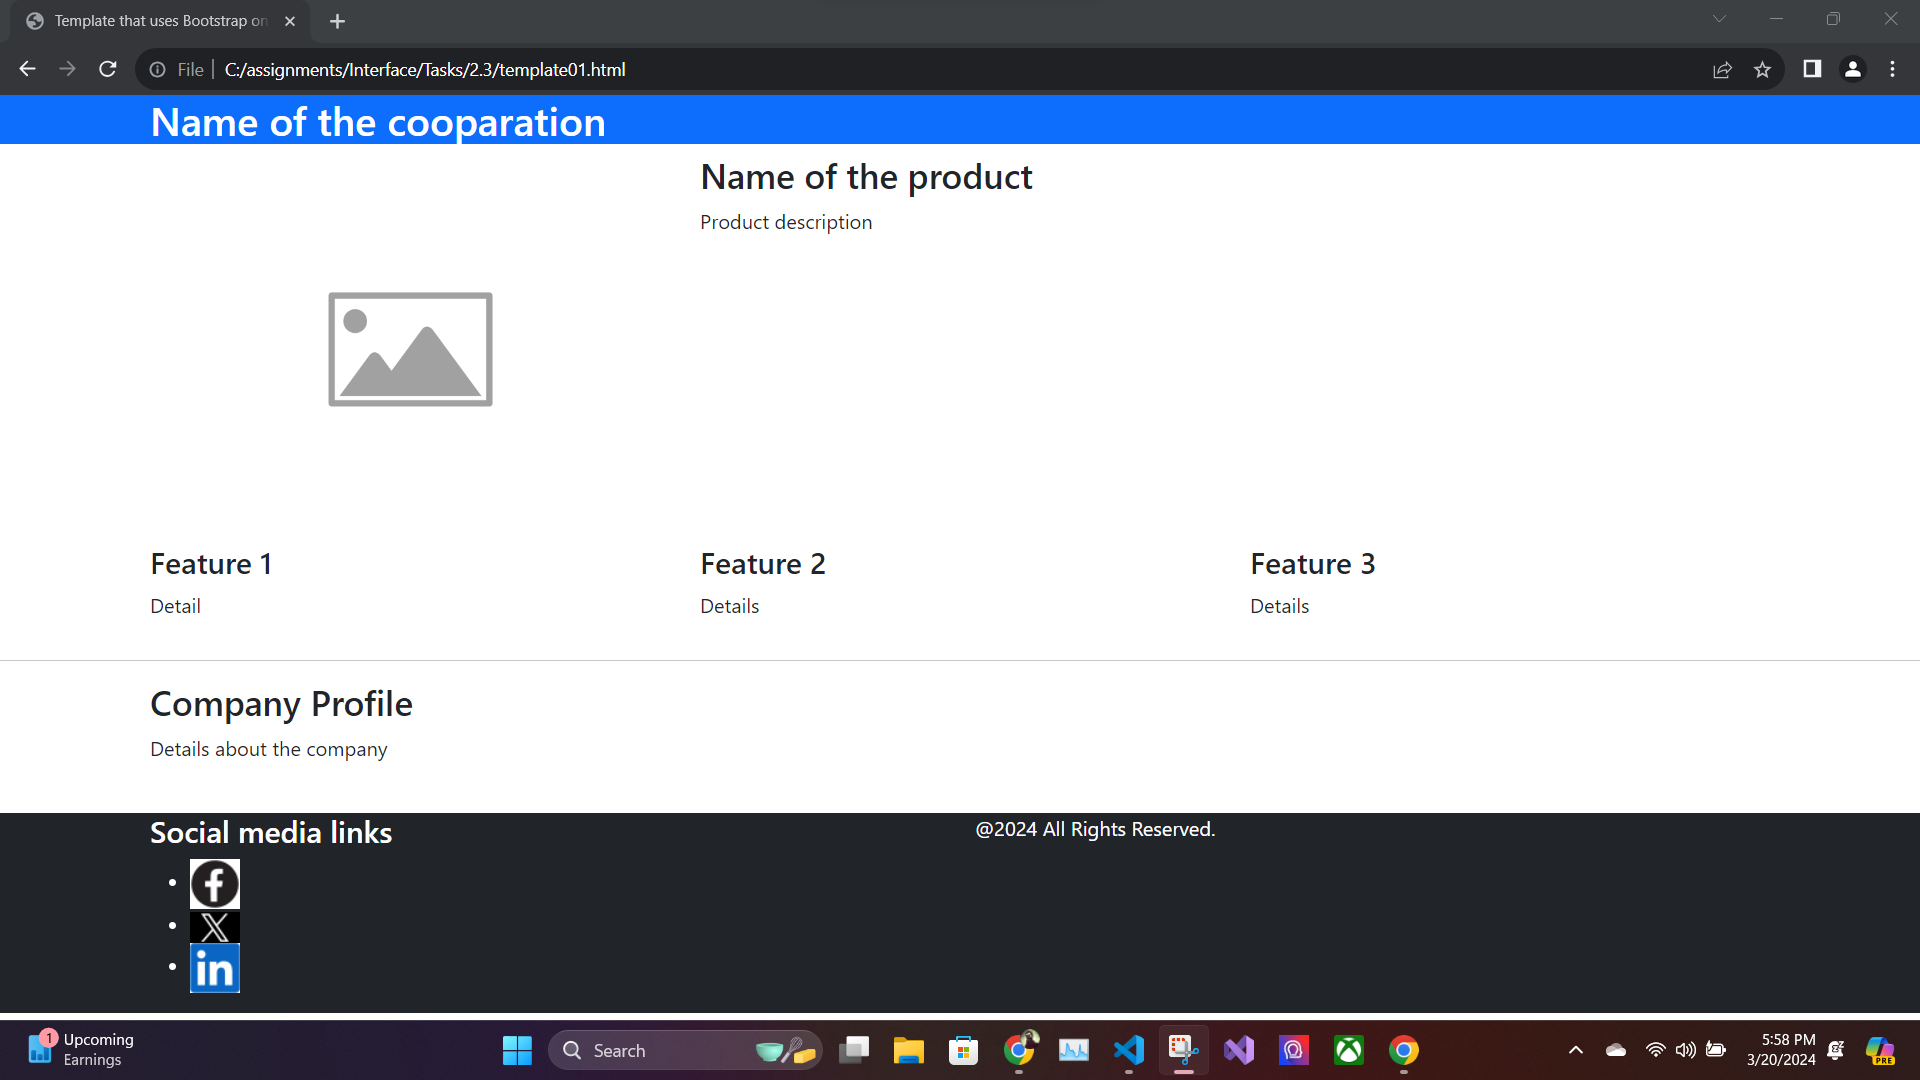 Template that uses Bootstrap on
File
C:/assignments/Interface/Tasks/2.3/template01.html
Name of the cooparation
Name of the product
Product description
Feature 1
Detail
Feature 2
Details
Feature 3
Details
Company Profile
Details about the company
Social media links
@2024 All Rights Reserved.
f
X
in
1
Upcoming
Earnings
Search
5:58 PM
3/20/2024
PRE